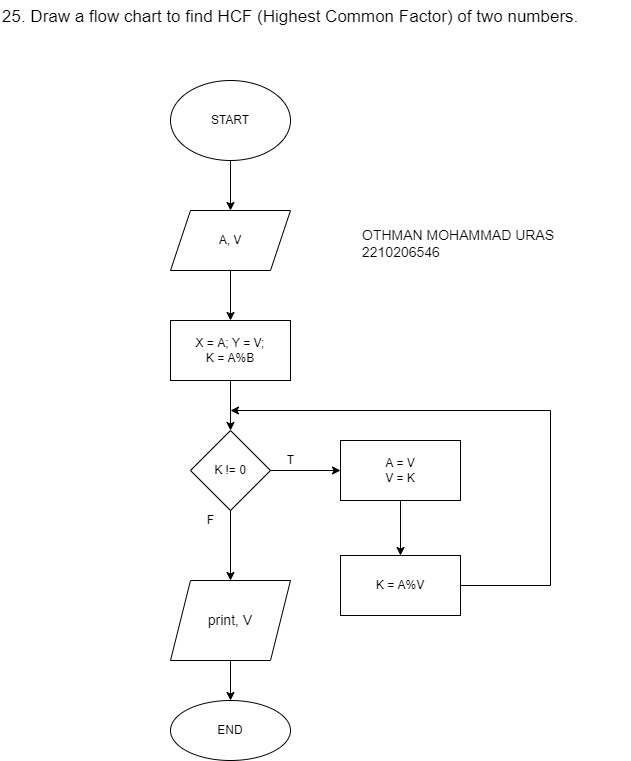 25. Draw a flow chart to find HCF (Highest Common Factor) of two numbers.
START
A, V
OTHMAN MOHAMMAD URAS
2210206546
X = A; Y = V;
K = A%B
K != 0
T
A = V
V = K
F
K = A%V
print, V
END